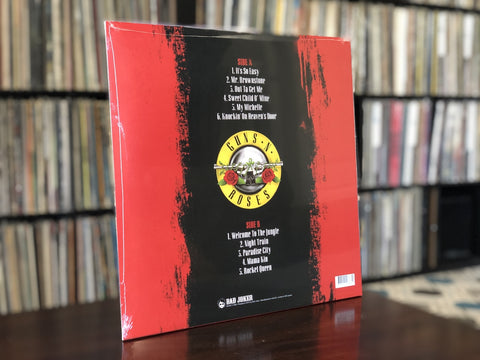 SIDE A
1. It's So Easy
2. Mr. Brownstone
3. Out To Get Me
4. Sweet Child O' Mine
5. My Michelle
6. Knockin' On Heaven's Door
GUNS N'
ROSES
SIDE B
1. Welcome To The Jungle
2. Night Train
3. Paradise City
4. Mama Kin
5. Rocket Queen
BAD JOKER